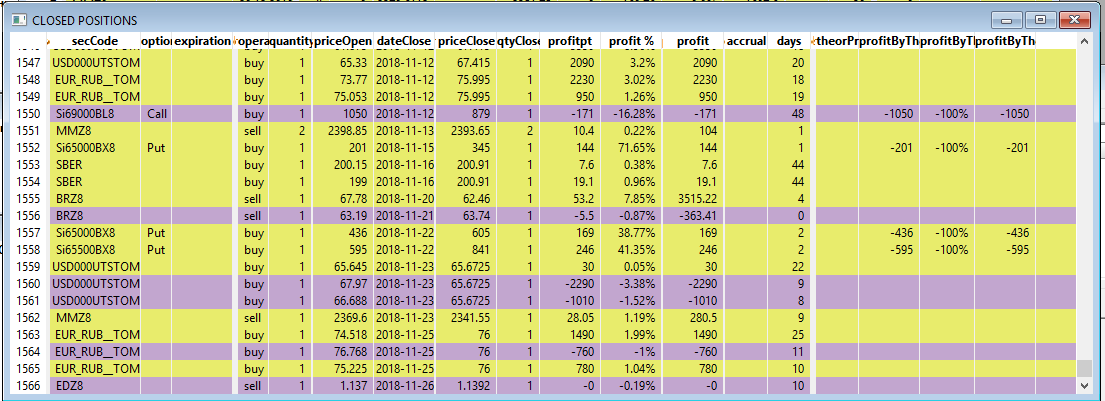 CLOSED POSITIONS
secCode optio expiration opera quantity priceOpen dateClose priceClose qtyClose profitpt profit % profit accrual days theorPr profitByThe profitByT profitByThe
1547 USD000UTSTOM buy 1 65.33 2018-11-12 67.415 1 2090 3.2% 2090 20
1548 EUR_RUB__TOM buy 1 73.77 2018-11-12 75.995 1 2230 3.02% 2230 18
1549 EUR_RUB__TOM buy 1 75.053 2018-11-12 75.995 1 950 1.26% 950 19
1550 Si69000BL8 Call buy 1 1050 2018-11-12 879 1 -171 -16.28% -171 48 -1050 -100% -1050
1551 MMZ8 sell 2 2398.85 2018-11-13 2393.65 2 10.4 0.22% 104 1
1552 Si65000BX8 Put buy 1 201 2018-11-15 345 1 144 71.65% 144 1 -201 -100% -201
1553 SBER buy 1 200.15 2018-11-16 200.91 1 7.6 0.38% 7.6 44
1554 SBER buy 1 199 2018-11-16 200.91 1 19.1 0.96% 19.1 44
1555 BRZ8 sell 1 67.78 2018-11-20 62.46 1 53.2 7.85% 3515.22 4
1556 BRZ8 buy 1 63.19 2018-11-21 63.74 1 -5.5 -0.87% -363.41 0
1557 Si65000BX8 Put buy 1 436 2018-11-22 605 1 169 38.77% 169 2 -436 -100% -436
1558 Si65500BX8 Put buy 1 595 2018-11-22 841 1 246 41.35% 246 2 -595 -100% -595
1559 USD000UTSTOM buy 1 65.645 2018-11-23 65.6725 1 30 0.05% 30 22
1560 USD000UTSTOM buy 1 67.97 2018-11-23 65.6725 1 -2290 -3.38% -2290 9
1561 USD000UTSTOM buy 1 66.688 2018-11-23 65.6725 1 -1010 -1.52% -1010 8
1562 MMZ8 sell 1 2369.6 2018-11-23 2341.55 1 28.05 1.19% 280.5 9
1563 EUR_RUB__TOM buy 1 74.518 2018-11-25 76 1 1490 1.99% 1490 25
1564 EUR_RUB__TOM buy 1 76.768 2018-11-25 76 1 -760 -1% -760 11
1565 EUR_RUB__TOM buy 1 75.225 2018-11-25 76 1 780 1.04% 780 10
1566 EDZ8 sell 1 1.137 2018-11-26 1.1392 1 -0 -0.19% -0 10